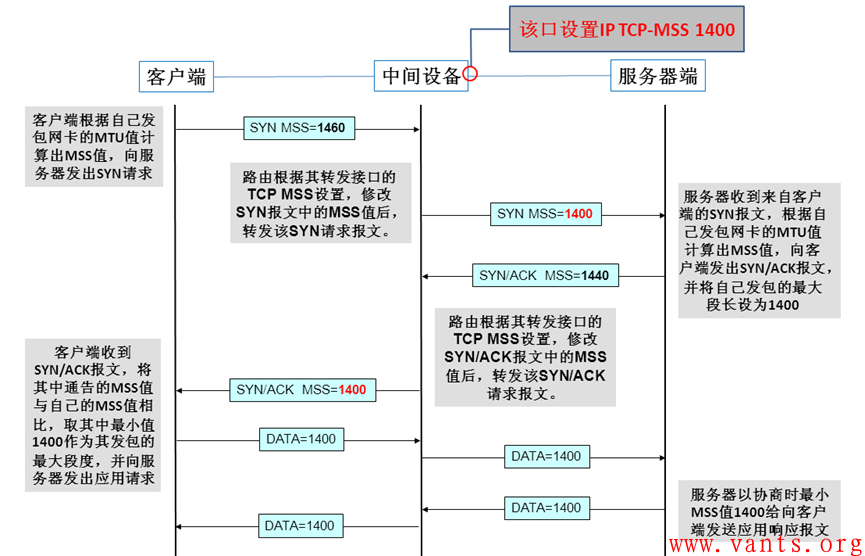 该口设置IP TCP-MSS 1400
客户端
中间设备
服务器端
客户端根据自己发
包网卡的MTU值计
算出MSS值，向服
务器发出SYN请求
SYN MSS=1460
路由根据其转发接口的
TCP MSS设置，修改
SYN报文中的MSS值后，
转发该SYN请求报文。
SYN MSS=1400
服务器收到来自客户
端的SYN报文，根据自
己发包网卡的MTU值
计算出MSS值，向客
户端发出SYN/ACK报文，
并将自己发包的最大
段长设为1400
SYN/ACK MSS=1440
路由根据其转发接口的
TCP MSS设置，修改
SYN/ACK报文中的MSS
值后，转发该SYN/ACK
请求报文。
客户端收到
SYN/ACK报文，将
其中通告的MSS值
与自己的MSS值相
比，取其中最小值
1400作为其发包的
最大段度，并向服
务器发出应用请求
SYN/ACK MSS=1400
DATA=1400
DATA=1400
服务器以协商时最小
MSS值1400给向客户
端发送应用响应报文
DATA=1400
DATA=1400
www.vants.org